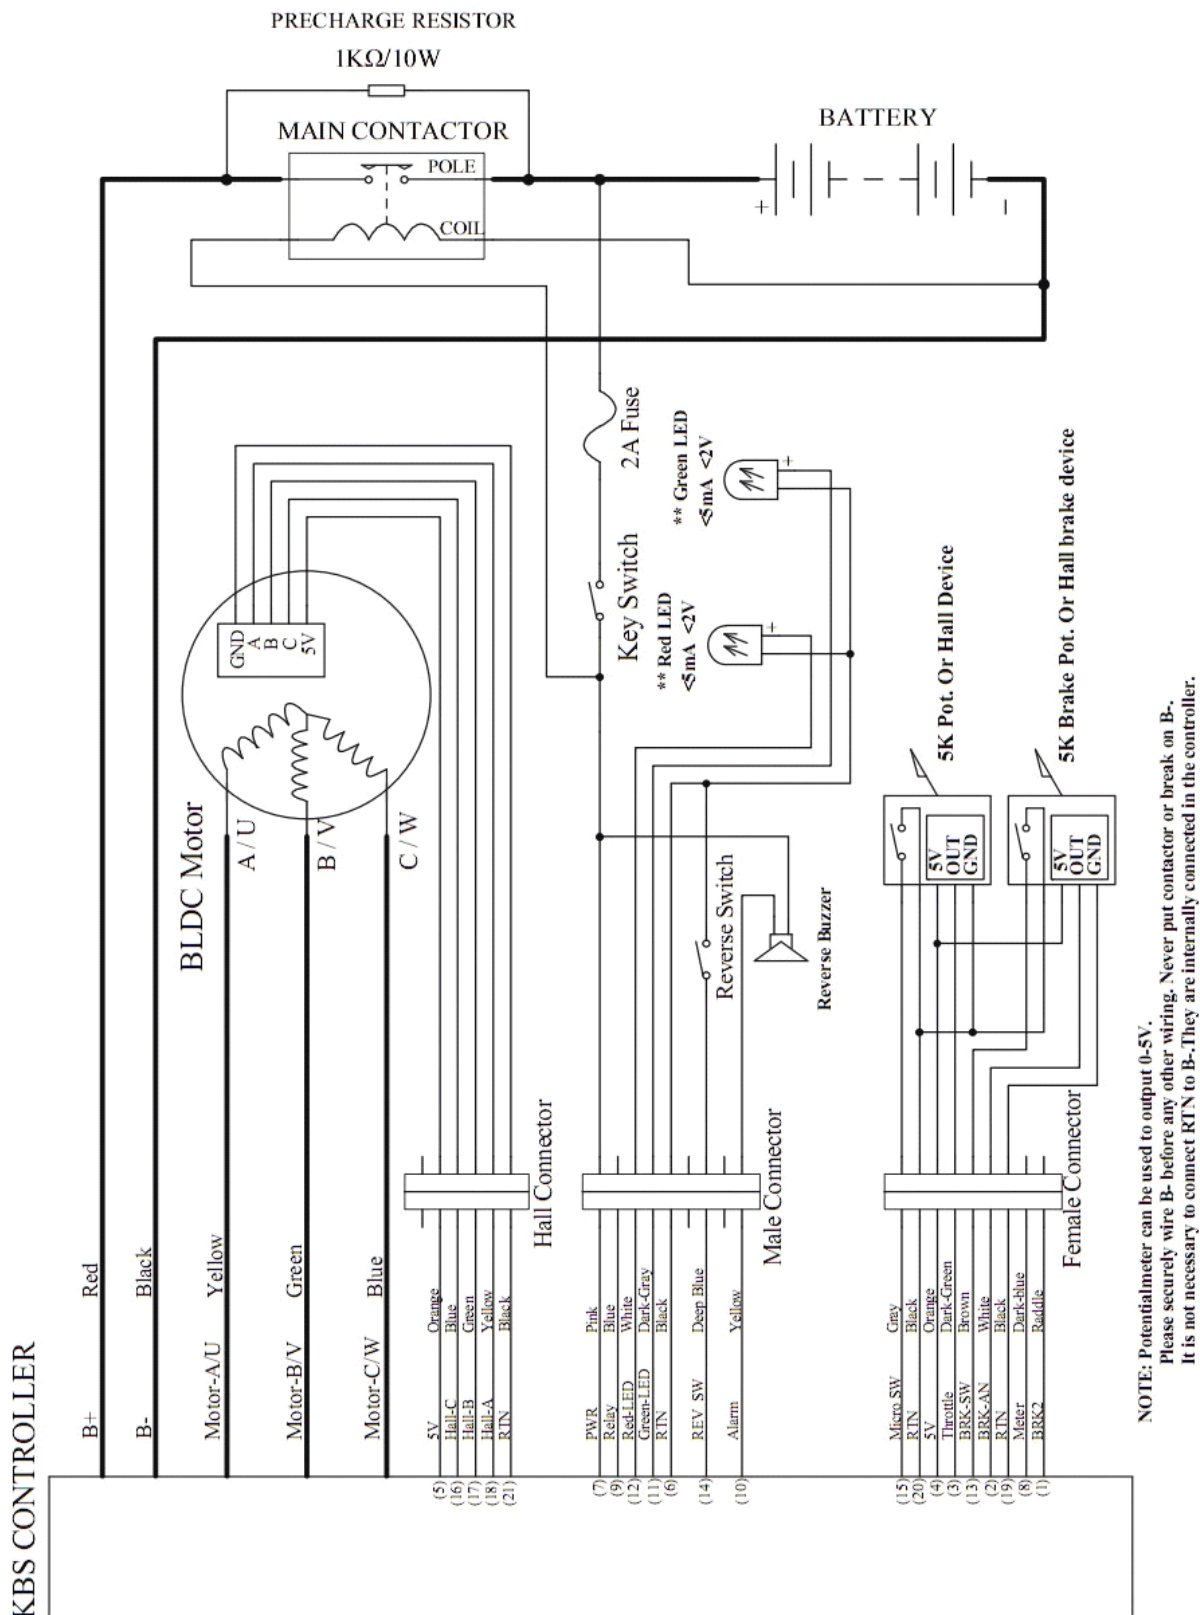 PRECHARGE RESISTOR
1KΩ/10W
MAIN CONTACTOR
POLE
COIL
BATTERY
+
−
2A Fuse
Key Switch
** Green LED
<5mA <2V
+
** Red LED
<5mA <2V
+
GND
A
B
C
5V
BLDC Motor
A / U
B / V
C / W
5K Pot. Or Hall Device
5K Brake Pot. Or Hall brake device
5V
OUT
GND
5V
OUT
GND
Reverse Switch
Reverse Buzzer
Hall Connector
Male Connector
Female Connector
KBS CONTROLLER
B+ Red
B- Black
Motor-A/U Yellow
Motor-B/V Green
Motor-C/W Blue
(5) 5V Orange
(16) Hall-C Blue
(17) Hall-B Green
(18) Hall-A Yellow
(21) RTN Black
(7) PWR Pink
(9) Relay Blue
(12) Red-LED White
(11) Green-LED Dark-Gray
(6) RTN Black
(14) REV SW Deep Blue
(10) Alarm Yellow
(15) Micro SW Gray
(20) RTN Black
(4) 5V Orange
(3) Throttle Dark-Green
(13) BRK-SW Brown
(2) BRK-AN White
(19) RTN Black
(8) Meter Dark-blue
(1) BRK2 Raddle
NOTE: Potentialmeter can be used to output 0-5V.
Please securely wire B- before any other wiring. Never put contactor or break on B-.
It is not necessary to connect RTN to B-.They are internally connected in the controller.